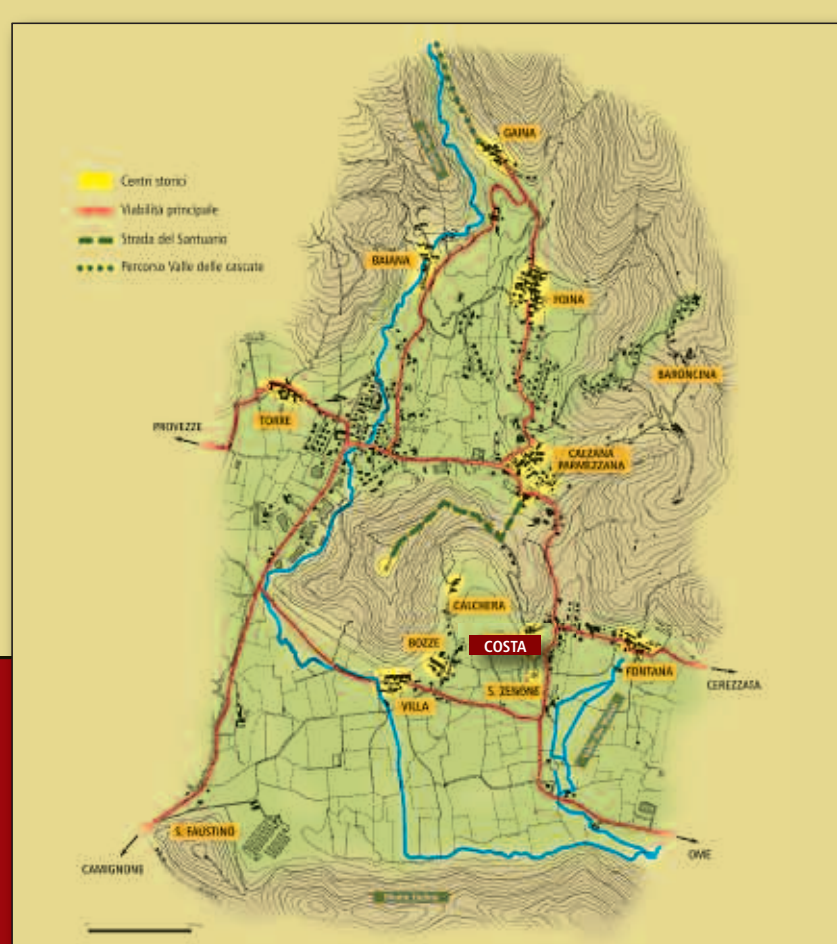 GAINA
Centri storici
Viabilità principale
Strada del Santuario
Percorso Valle delle cascate
BAIANA
FOINA
BARONCINA
TORRE
PROVEZZE
CALZANA
PARMEZZANA
CALCHERA
BOZZE
COSTA
FONTANA
CEREZZATA
S. ZENONE
VILLA
S. FAUSTINO
CAMIGNONE
OME